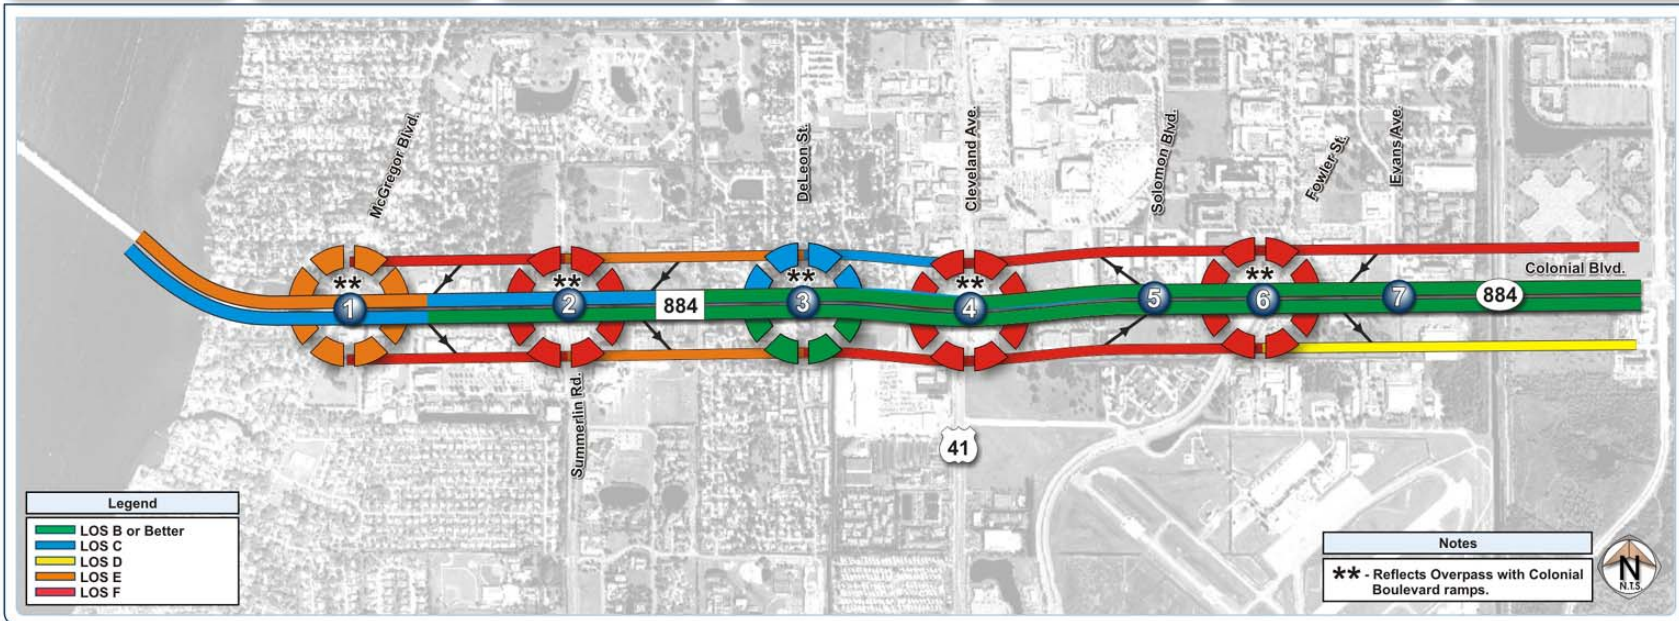 McGregor Blvd.
DeLeon St.
Cleveland Ave.
Solomon Blvd.
Fowler St.
Evans Ave.
Colonial Blvd.
**
**
**
**
**
1
2
884
3
4
5
6
7
884
Summerlin Rd.
41
Legend
LOS B or Better
LOS C
LOS D
LOS E
LOS F
Notes
** - Reflects Overpass with Colonial
Boulevard ramps.
N
N.T.S